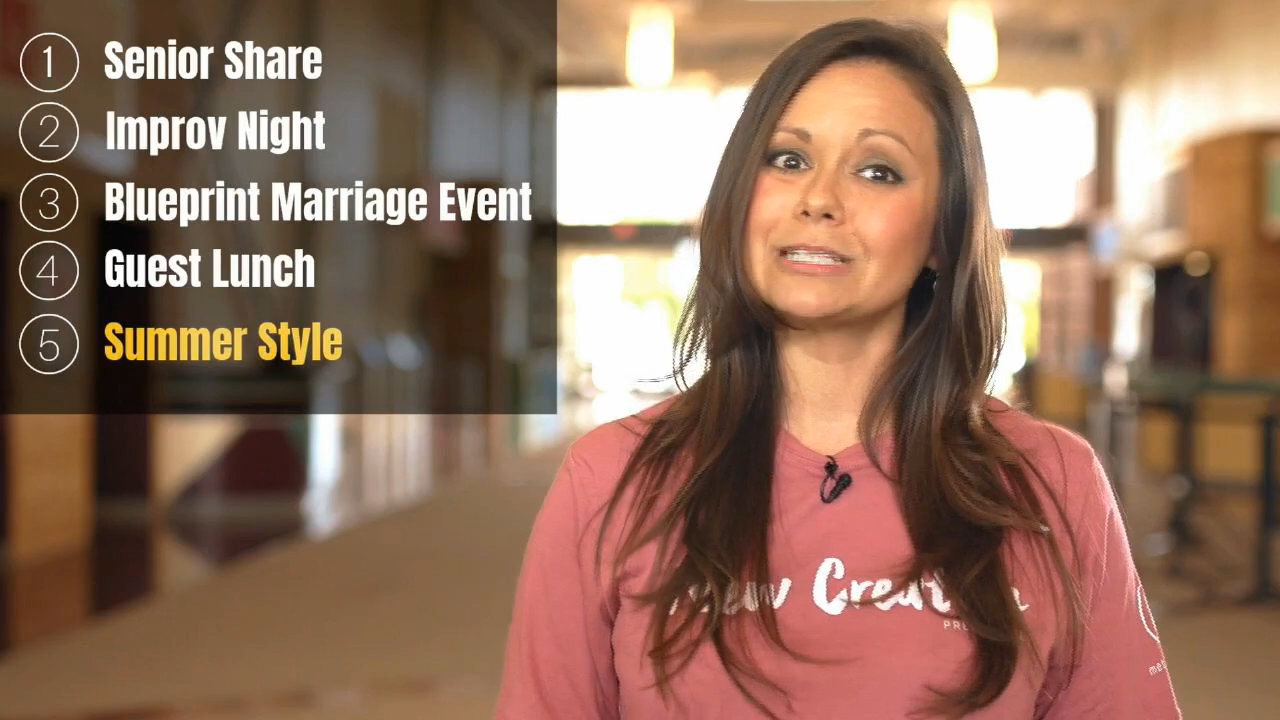 1 Senior Share
2 Improv Night
3 Blueprint Marriage Event
4 Guest Lunch
5 Summer Style